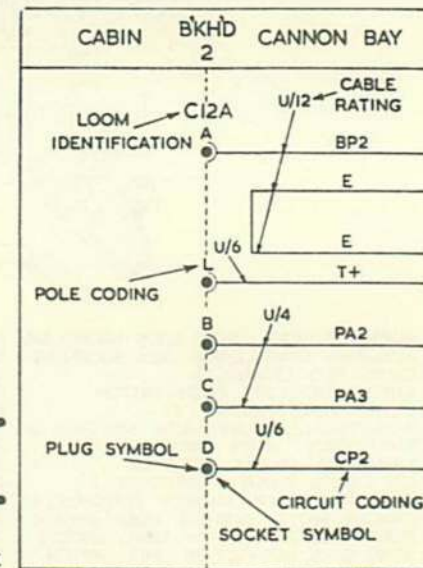 CABIN B'KH'D 2 CANNON BAY
CABLE RATING
U/12
C12A
LOOM IDENTIFICATION
A BP2
E
E
U/6
L T+
POLE CODING
U/4
B PA2
C PA3
U/6
PLUG SYMBOL D CP2
CIRCUIT CODING
SOCKET SYMBOL